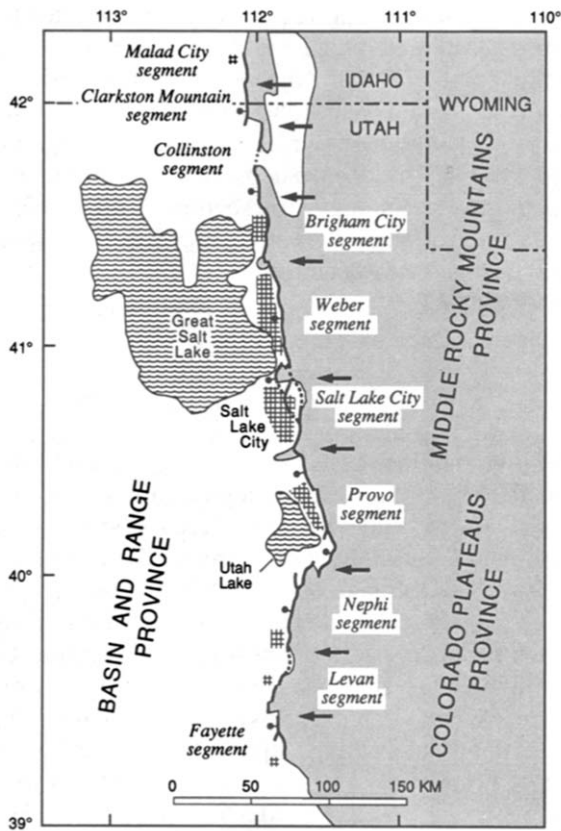 113°
112°
111°
110°
Malad City
segment
IDAHO
42°
Clarkston Mountain
segment
WYOMING
UTAH
Collinston
segment
Brigham City
segment
MIDDLE ROCKY MOUNTAINS
PROVINCE
Great
Salt
Lake
Weber
segment
41°
Salt
Lake
City
Salt Lake City
segment
Provo
segment
BASIN AND RANGE
PROVINCE
Utah
Lake
40°
COLORADO PLATEAUS
PROVINCE
Nephi
segment
Levan
segment
Fayette
segment
0 50 100 150 KM
39°